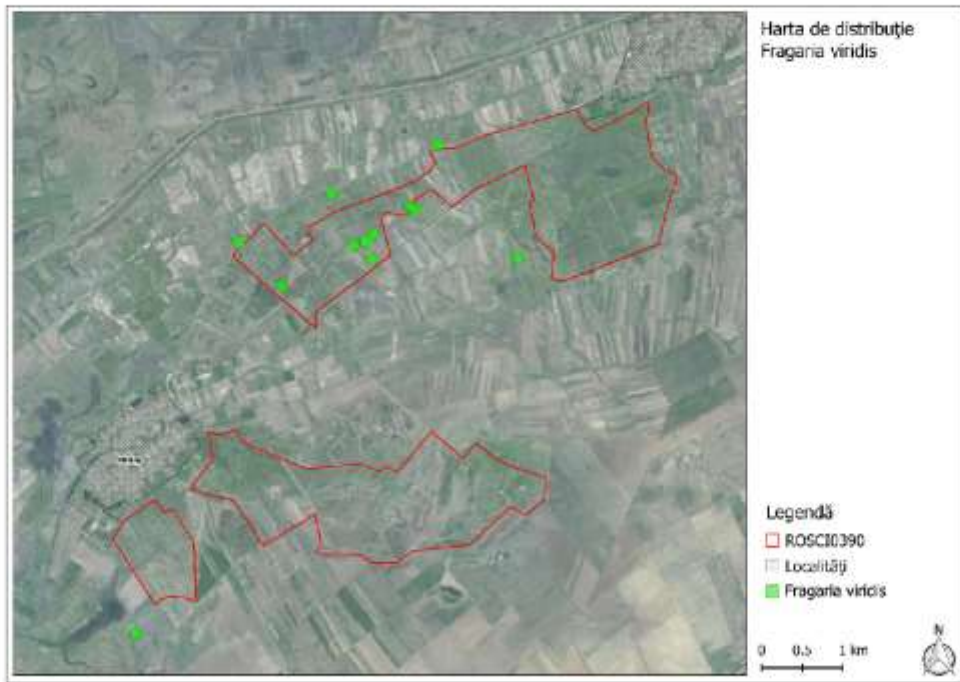 Harta de distribuție
Fragaria viridis
Legendă
ROSCI0390
Localități
Fragaria viridis
N
0 0.5 1 km